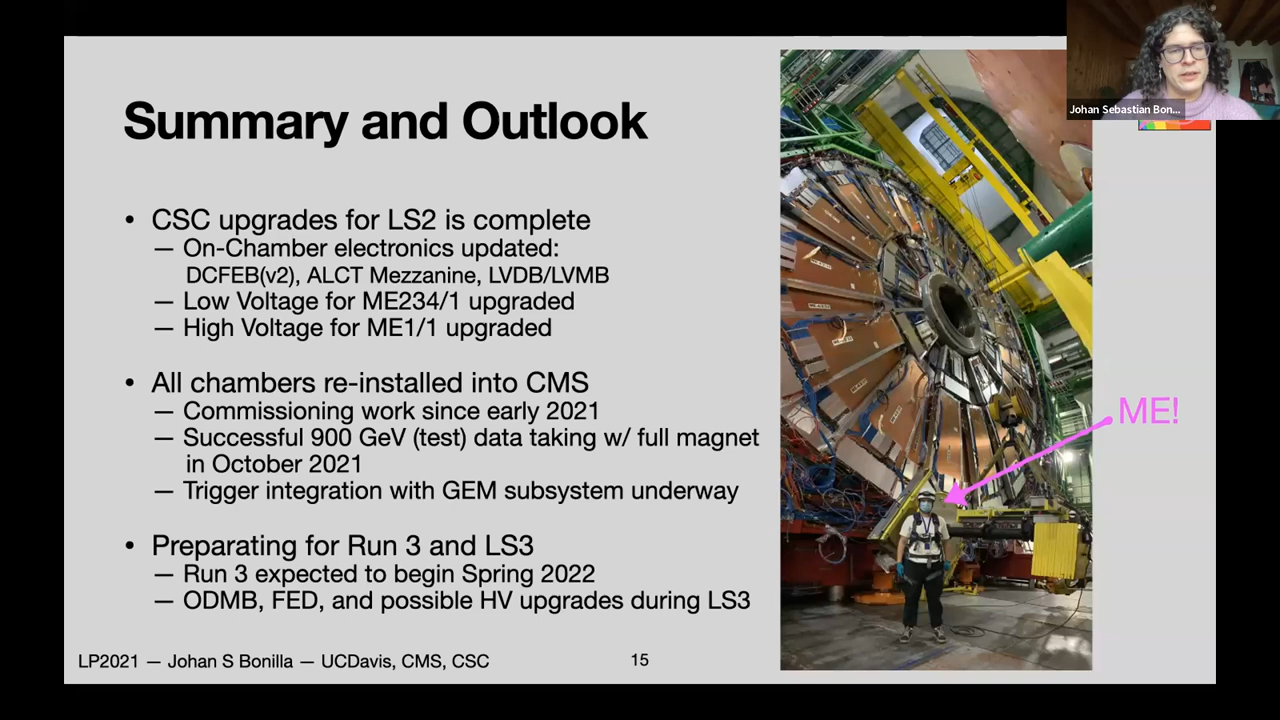 Johan Sebastian Bon...
Summary and Outlook
• CSC upgrades for LS2 is complete
— On-Chamber electronics updated:
DCFEB(v2), ALCT Mezzanine, LVDB/LVMB
— Low Voltage for ME234/1 upgraded
— High Voltage for ME1/1 upgraded
• All chambers re-installed into CMS
— Commissioning work since early 2021
— Successful 900 GeV (test) data taking w/ full magnet
in October 2021
— Trigger integration with GEM subsystem underway
• Preparating for Run 3 and LS3
— Run 3 expected to begin Spring 2022
— ODMB, FED, and possible HV upgrades during LS3
ME!
LP2021 — Johan S Bonilla — UCDavis, CMS, CSC
15